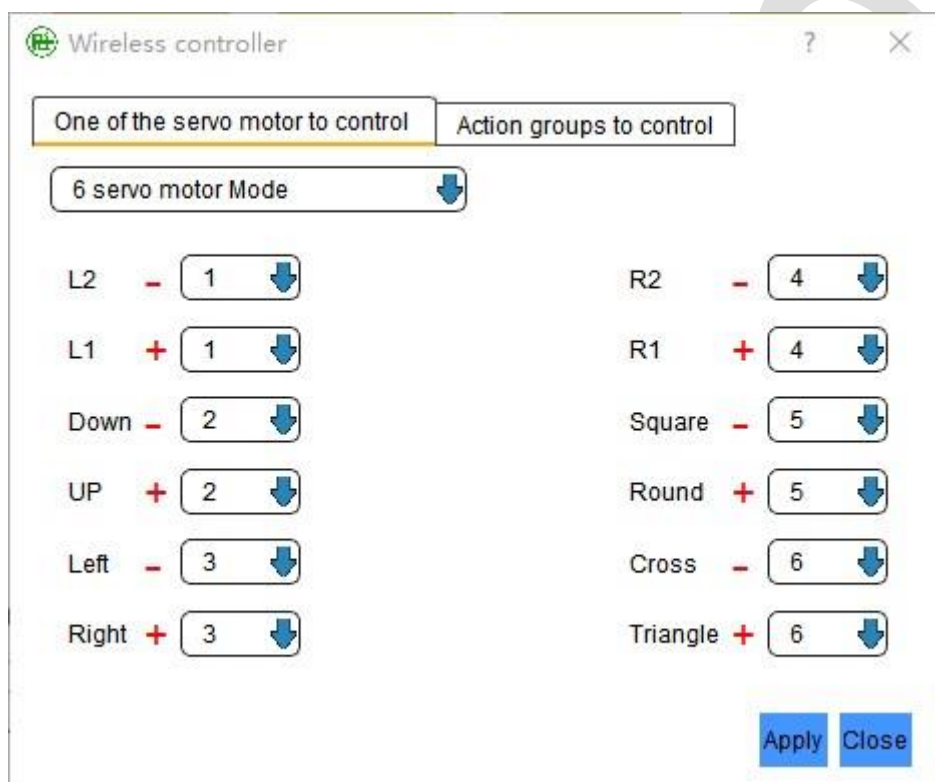 Wireless controller ? ×
One of the servo motor to control Action groups to control
6 servo motor Mode
L2 - 1 R2 - 4
L1 + 1 R1 + 4
Down - 2 Square - 5
UP + 2 Round + 5
Left - 3 Cross - 6
Right + 3 Triangle + 6
Apply Close